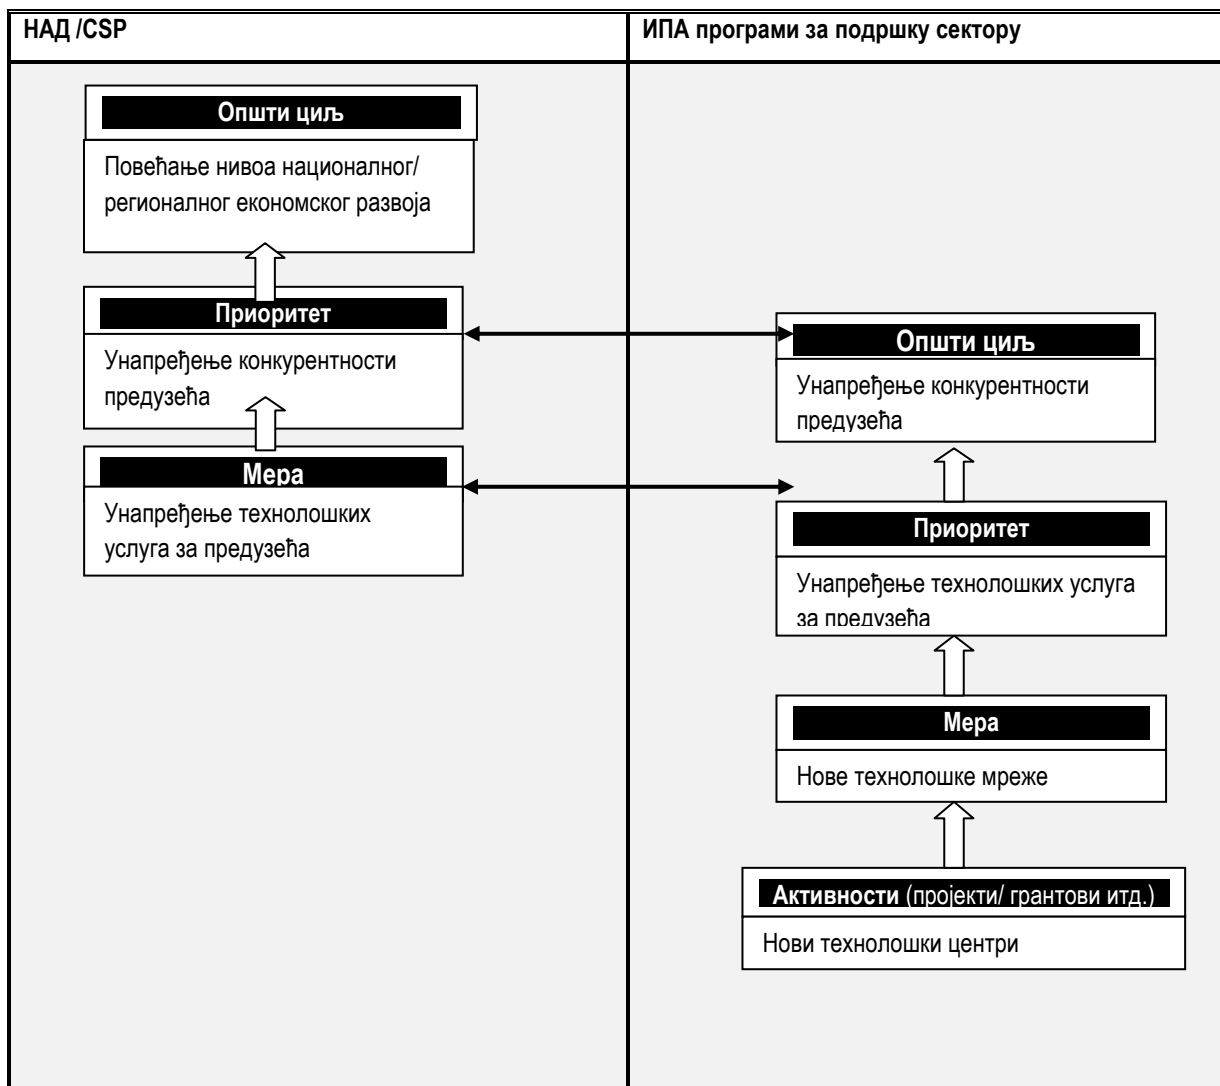 НАД /CSP
ИПА програми за подршку сектору
Општи циљ
Повећање нивоа националног/
регионалног економског развоја
Приоритет
Унапређење конкурентности
предузећа
Мера
Унапређење технолошких
услуга за предузећа
Општи циљ
Унапређење конкурентности
предузећа
Приоритет
Унапређење технолошких услуга
за предузећа
Мера
Нове технолошке мреже
Активности (пројекти/ грантови итд.)
Нови технолошки центри